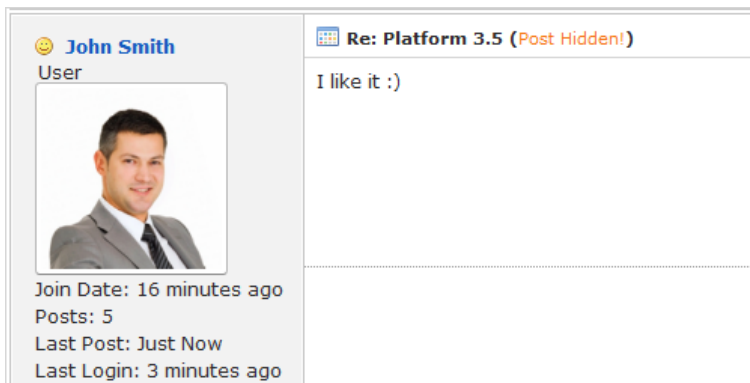 John Smith
User
Join Date: 16 minutes ago
Posts: 5
Last Post: Just Now
Last Login: 3 minutes ago
Re: Platform 3.5 (Post Hidden!)
I like it :)